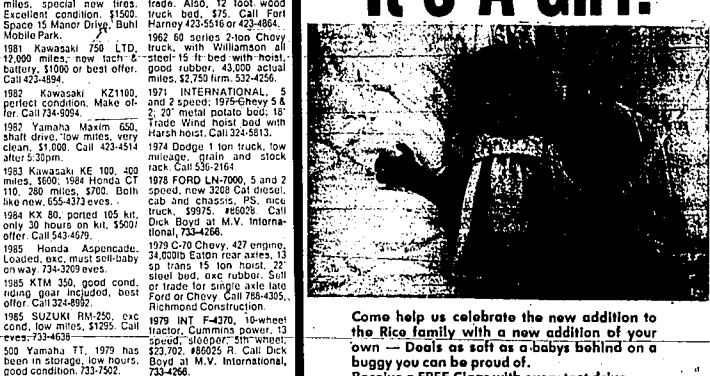 miles, special new tires.
Excellent condition. $1500.
Space 15 Manor Drive, Buhl
Mobile Park.
1981 Kawasaki 750 LTD,
12,000 miles, new tach &
battery, $1000 or best offer.
Call 423-4894.
1982 Kawasaki KZ1100,
perfect condition. Make of-
fer. Call 734-9094.
1982 Yamaha Maxim 650,
shaft drive, low miles, very
clean, $1,000. Call 423-4514
after 5:30pm.
1983 Kawasaki KE 100, 400
miles, $600; 1984 Honda CT
110, 280 miles, $700. Both
like new, 655-4373 eves.
1984 KX 80, ported 105 kit,
only 30 hours on kit, $500/
offer. Call 543-4679.
1985 Honda Aspencade.
Loaded, exc, must sell-baby
on way. 734-3209 eves.
1985 KTM 350, good cond,
riding gear included, best
offer. Call 324-8992.
1985 SUZUKI RM-250, exc
cond, low miles, $1295. Call
eves. 733-4638
500 Yamaha TT, 1979 has
been in storage, low hours,
good condition. 733-7502.
trade. Also, 12 foot wood
truck bed, $75. Call Fort
Harney 423-5516 or 423-4864.
1962 60 series 2-ton Chevy
truck, with Williamson all
steel 15 ft bed with hoist,
good rubber, 43,000 actual
miles, $2,750 firm. 532-4256.
1971 INTERNATIONAL, 5
and 2 speed; 1975 Chevy 5 &
2; 20' metal potato bed; 18'
Trade Wind hoist bed with
Harsh hoist. Call 324-5813.
1974 Dodge 1 ton truck, low
mileage, grain and stock
rack. Call 536-2164.
1978 FORD LN-7000, 5 and 2
speed, new 3208 Cat diesel,
cab and chassis, PS, nice
truck, $9975. #86028. Call
Dick Boyd at M.V. Interna-
tional, 733-4266.
1979 C-70 Chevy, 427 engine,
34,000lb Eaton rear axles, 13
sp trans 15 ton hoist, 22'
steel bed, exc rubber. Sell
or trade for single axle late
Ford or Chevy. Call 788-4305,
Richmond Construction.
1979 INT F-4370, 10-wheel
tractor, Cummins power, 13
speed, sleeper, 5th wheel,
$23,702. #86025 R. Call Dick
Boyd at M.V. International,
733-4266.
It's A Girl!
Come help us celebrate the new addition to
the Rice family with a new addition of your
own — Deals as soft as a babys behind on a
buggy you can be proud of.